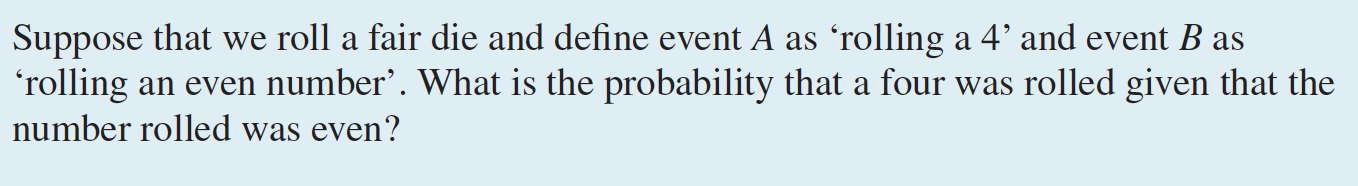 Suppose that we roll a fair die and define event A as ‘rolling a 4’ and event B as
‘rolling an even number’. What is the probability that a four was rolled given that the
number rolled was even?